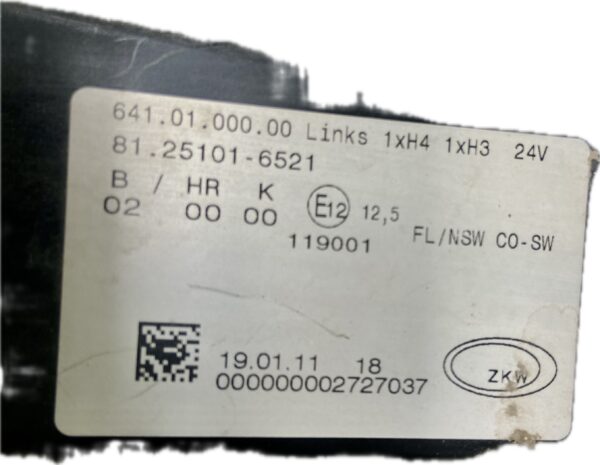 641.01.000.00 Links 1xH4 1xH3 24V
81.25101-6521
B / HR K
02 00 00 E12 12,5 FL/NSW CO-SW
119001
19.01.11 18
000000002727037
ZKW